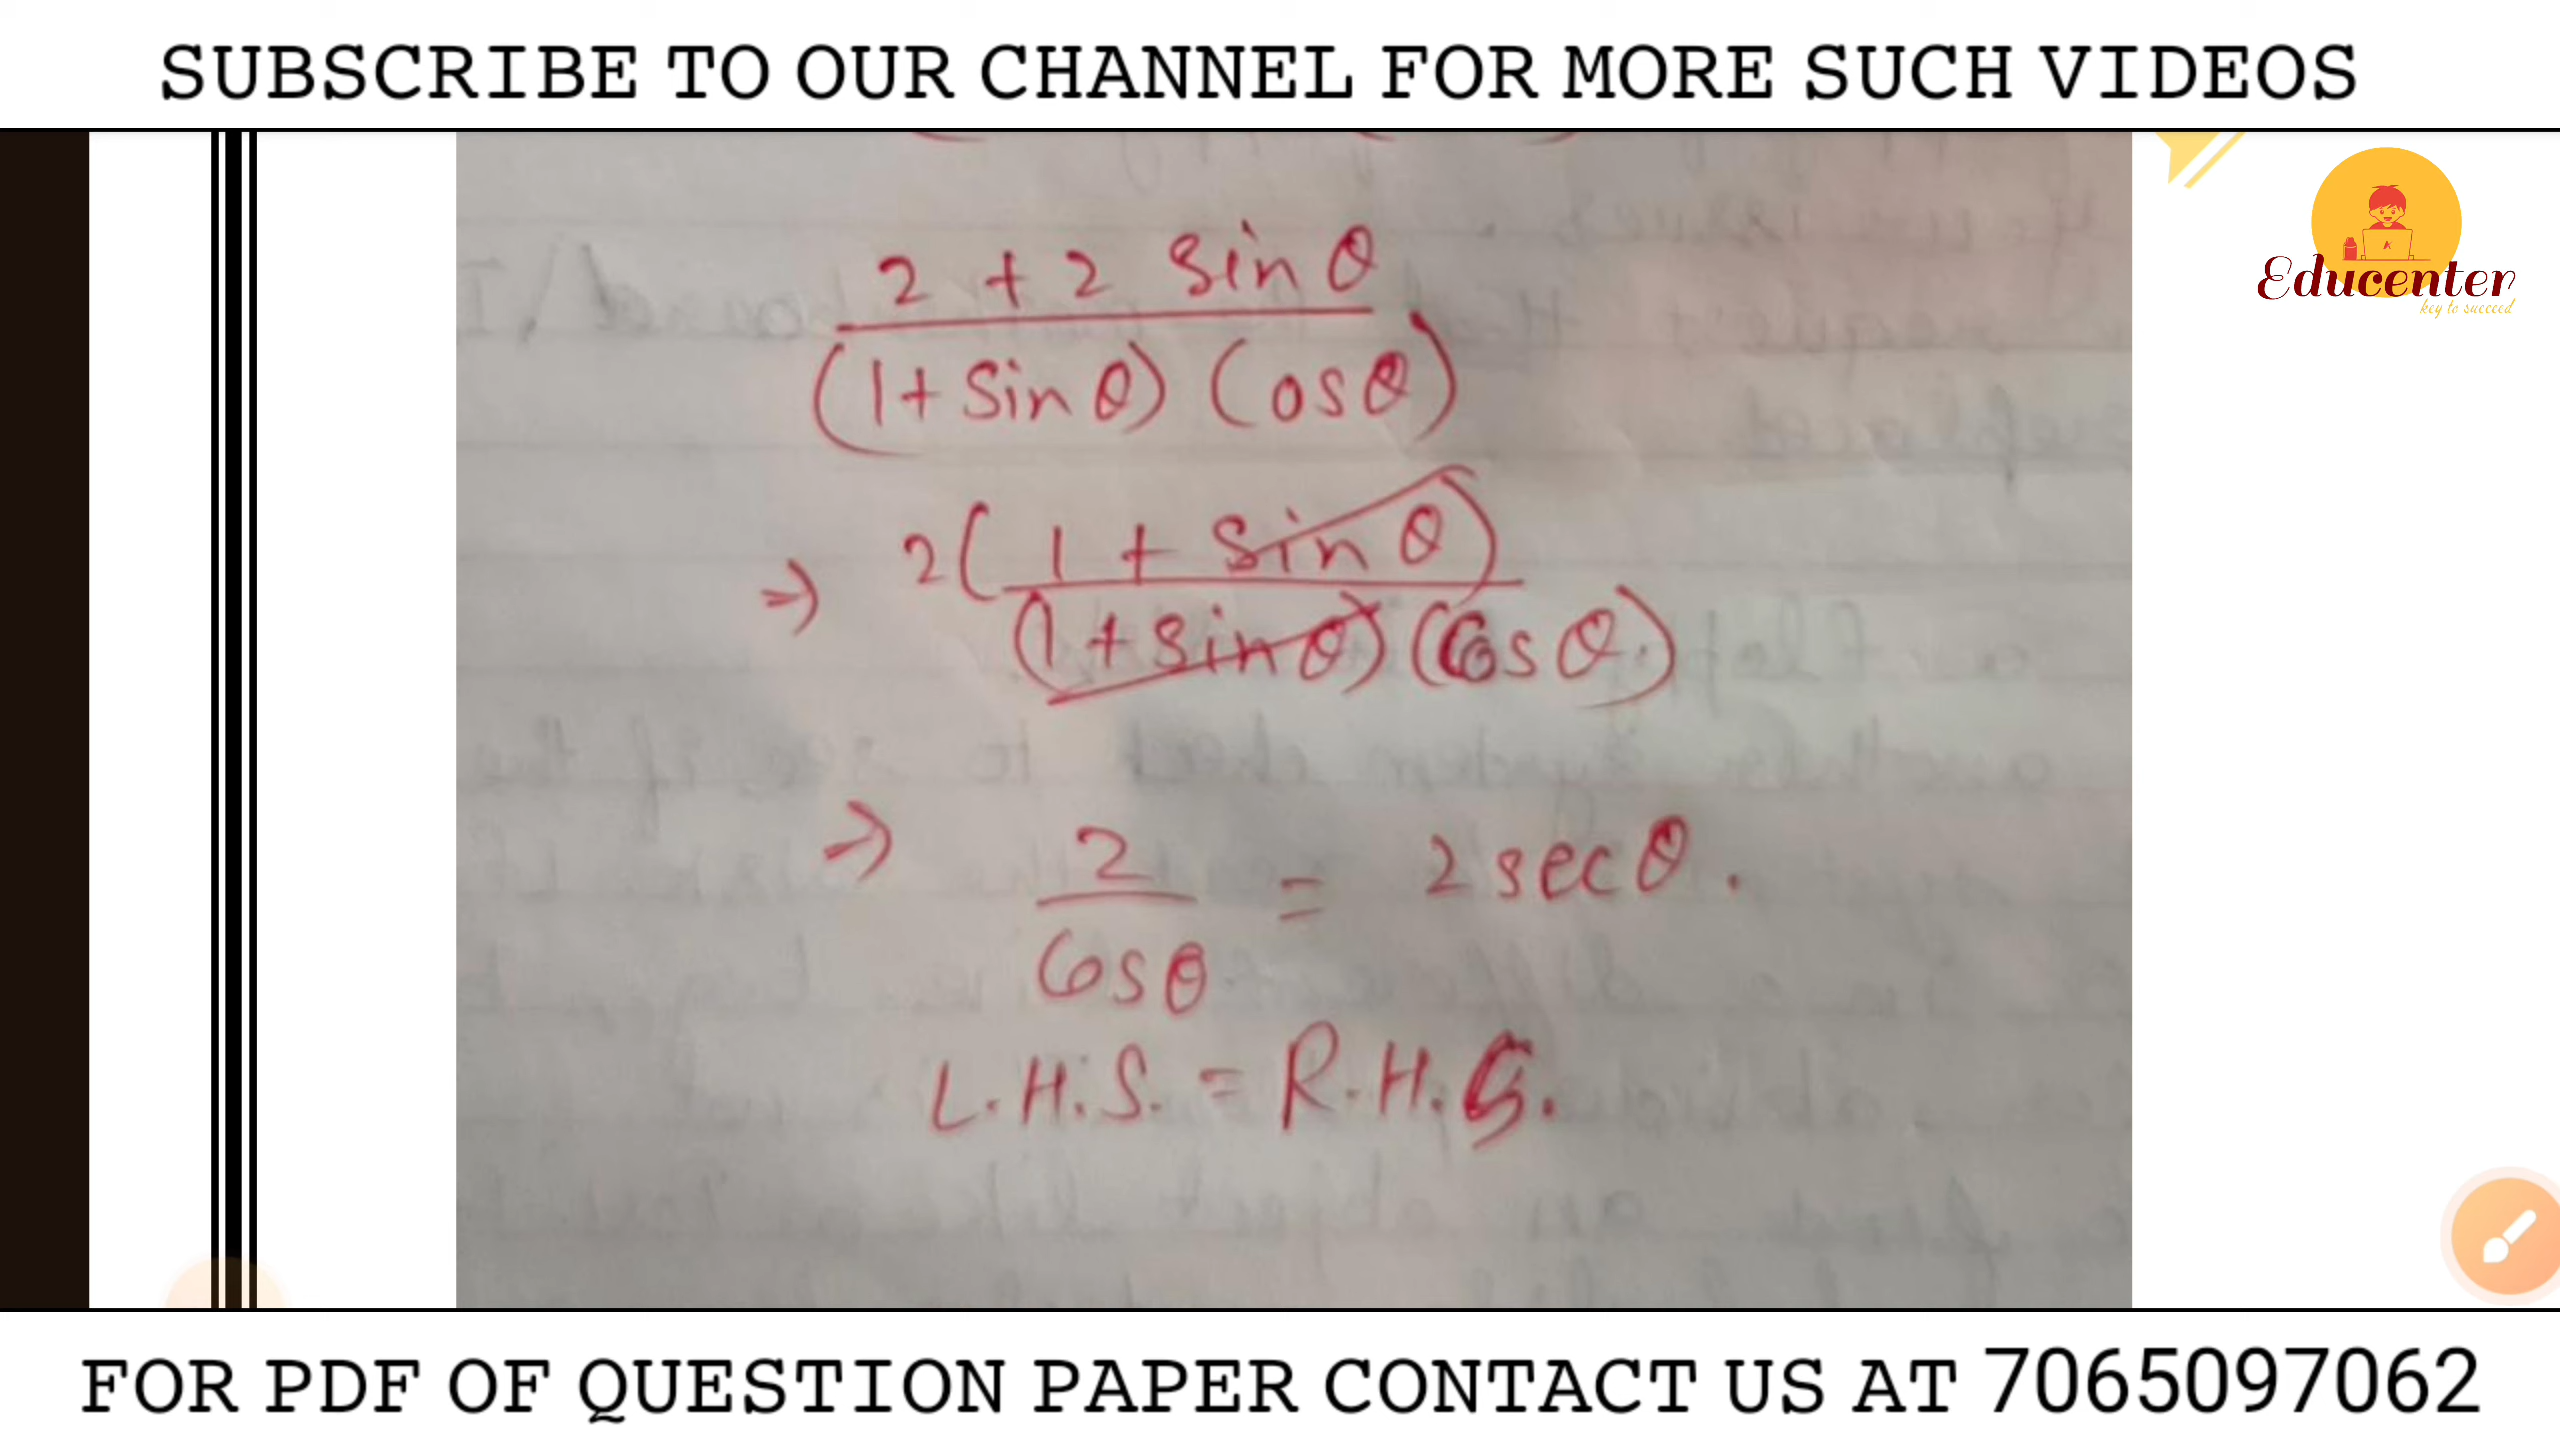 SUBSCRIBE TO OUR CHANNEL FOR MORE SUCH VIDEOS
Educenter
key to succeed
2 + 2 sin θ
(1 + sin θ) (cos θ)
⇒ 2(1 + sin θ)
(1 + sin θ) (cos θ)
⇒ 2 = 2 sec θ.
cos θ
L.H.S. = R.H.S.
FOR PDF OF QUESTION PAPER CONTACT US AT 7065097062